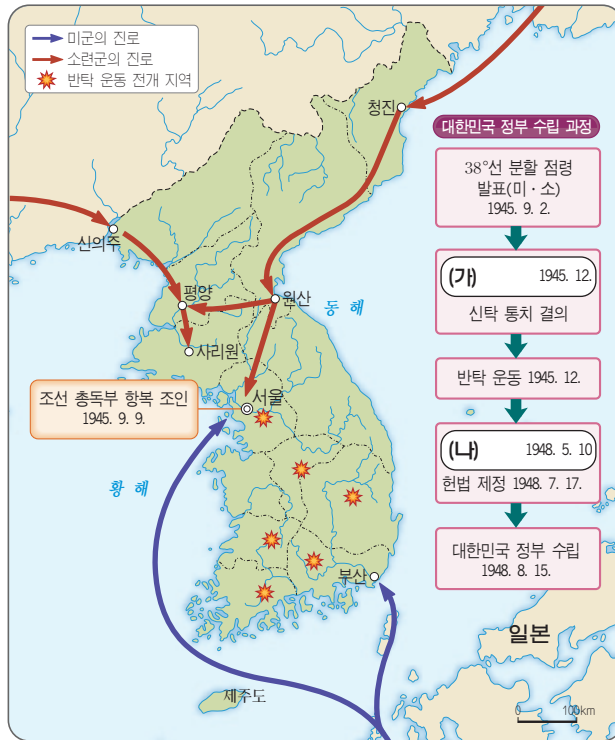 미군의 진로
소련군의 진로
반탁 운동 전개 지역
청진
신의주
평양
원산
동해
사리원
조선 총독부 항복 조인
1945. 9. 9.
서울
황해
부산
제주도
일본
0 100km
대한민국 정부 수립 과정
38°선 분할 점령
발표(미·소)
1945. 9. 2.
(가) 1945. 12.
신탁 통치 결의
반탁 운동 1945. 12.
(나) 1948. 5. 10
헌법 제정 1948. 7. 17.
대한민국 정부 수립
1948. 8. 15.